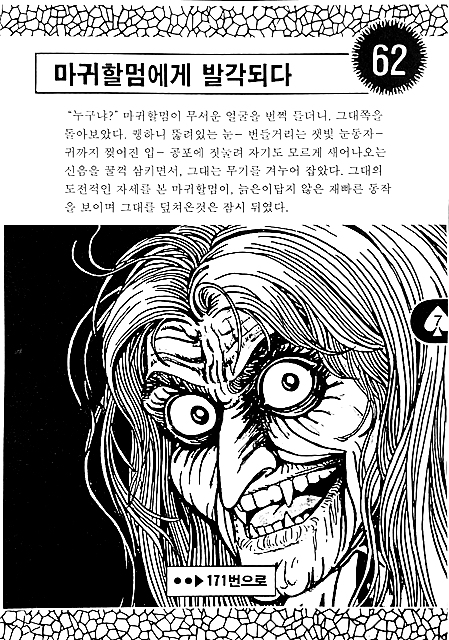 62
마귀할멈에게 발각되다
"누구냐?" 마귀할멈이 무서운 얼굴을 번쩍 들더니, 그대쪽을
돌아보았다. 퀭하니 뚫려있는 눈— 번들거리는 잿빛 눈동자—
귀까지 찢어진 입— 공포에 짓눌려 자기도 모르게 새어나오는
신음을 꿀꺽 삼키면서, 그대는 무기를 겨누어 잡았다. 그대의
도전적인 자세를 본 마귀할멈이, 늙은이답지 않은 재빠른 동작
을 보이며 그대를 덮쳐온것은 잠시 뒤였다.
7
••▶171번으로